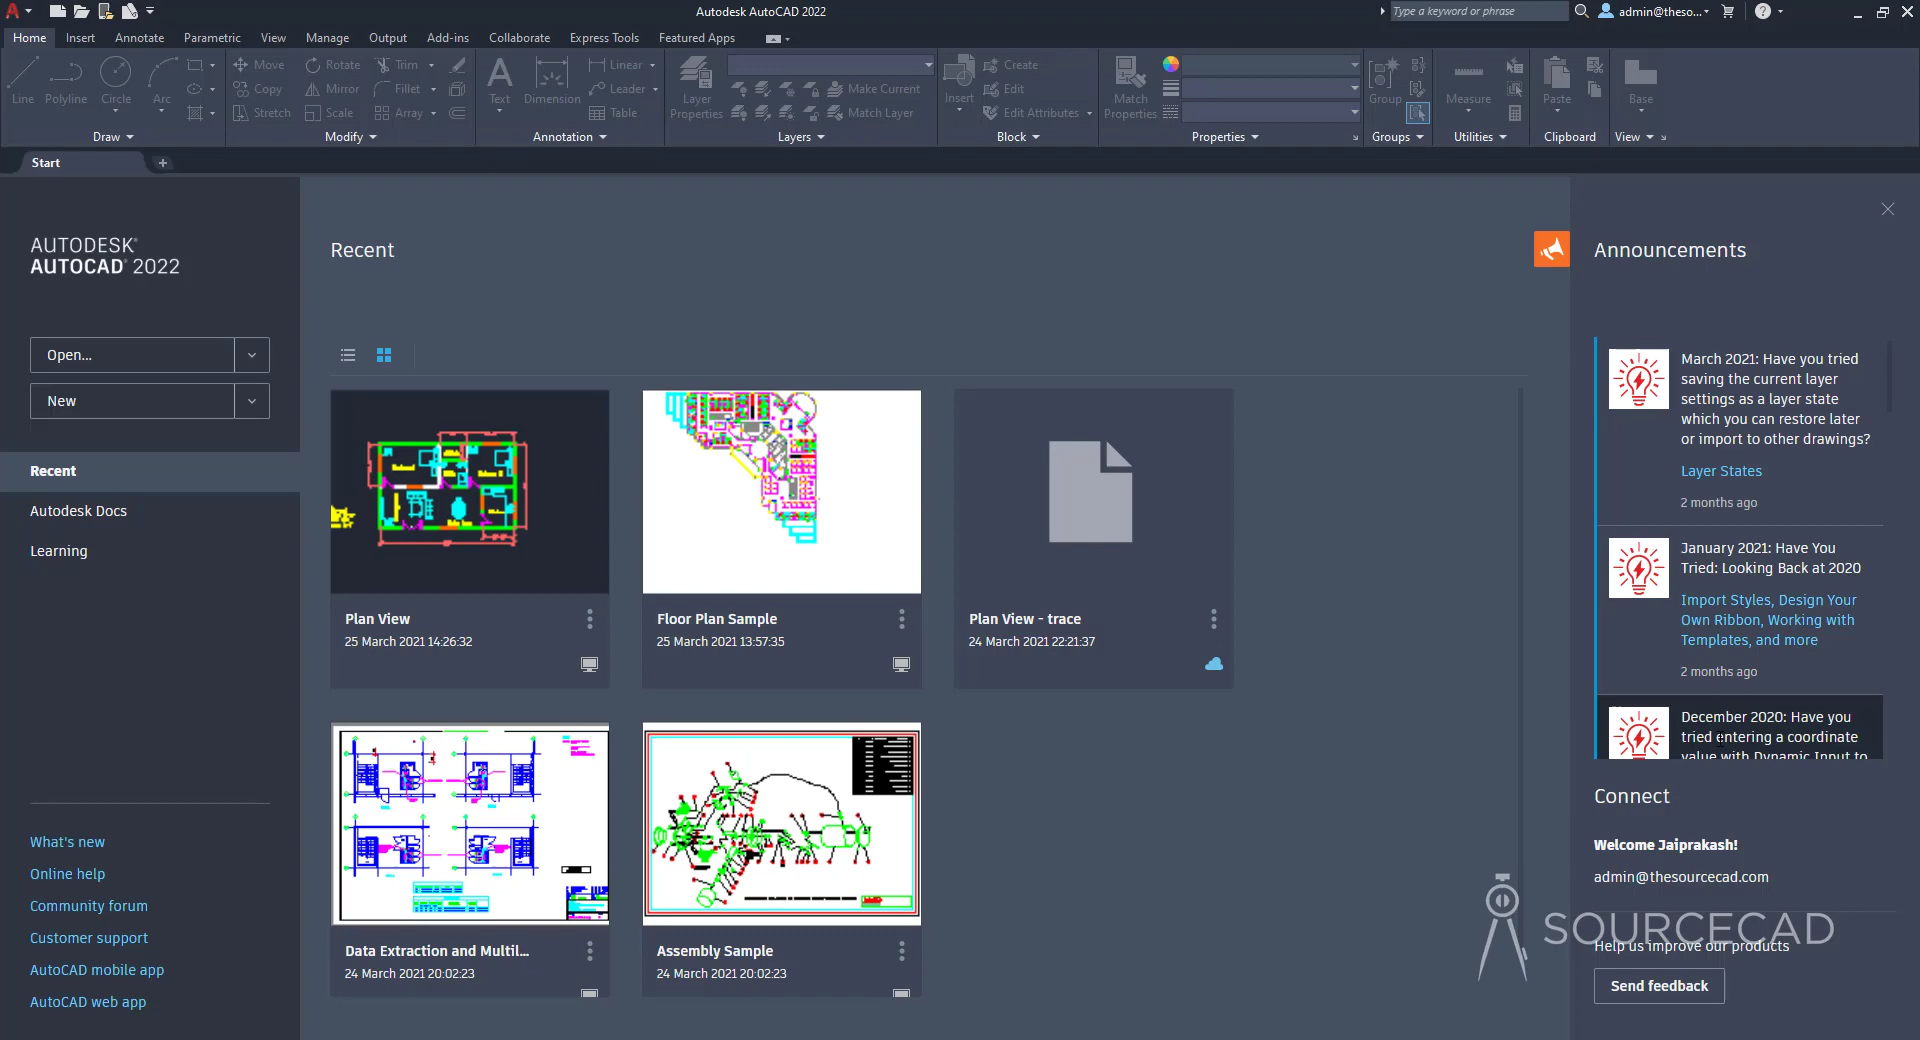 Autodesk AutoCAD 2022
Type a keyword or phrase
admin@theso...
Home Insert Annotate Parametric View Manage Output Add-ins Collaborate Express Tools Featured Apps
Line Polyline Circle Arc
Move Rotate Trim
Copy Mirror Fillet
Stretch Scale Array
Text Dimension
Linear
Leader
Table
Layer
Properties
Make Current
Match Layer
Insert
Create
Edit
Edit Attributes
Match
Properties
Group
Measure
Paste
Base
Draw Modify Annotation Layers Block Properties Groups Utilities Clipboard View
Start
AUTODESK®
AUTOCAD® 2022
Open...
New
Recent
Autodesk Docs
Learning
What's new
Online help
Community forum
Customer support
AutoCAD mobile app
AutoCAD web app
Recent
Plan View
25 March 2021 14:26:32
Floor Plan Sample
25 March 2021 13:57:35
Plan View - trace
24 March 2021 22:21:37
Data Extraction and Multil...
24 March 2021 20:02:23
Assembly Sample
24 March 2021 20:02:23
Announcements
March 2021: Have you tried
saving the current layer
settings as a layer state
which you can restore later
or import to other drawings?
Layer States
2 months ago
January 2021: Have You
Tried: Looking Back at 2020
Import Styles, Design Your
Own Ribbon, Working with
Templates, and more
2 months ago
December 2020: Have you
tried entering a coordinate
value with Dynamic Input to
Connect
Welcome Jaiprakash!
admin@thesourcecad.com
SOURCECAD
Help us improve our products
Send feedback